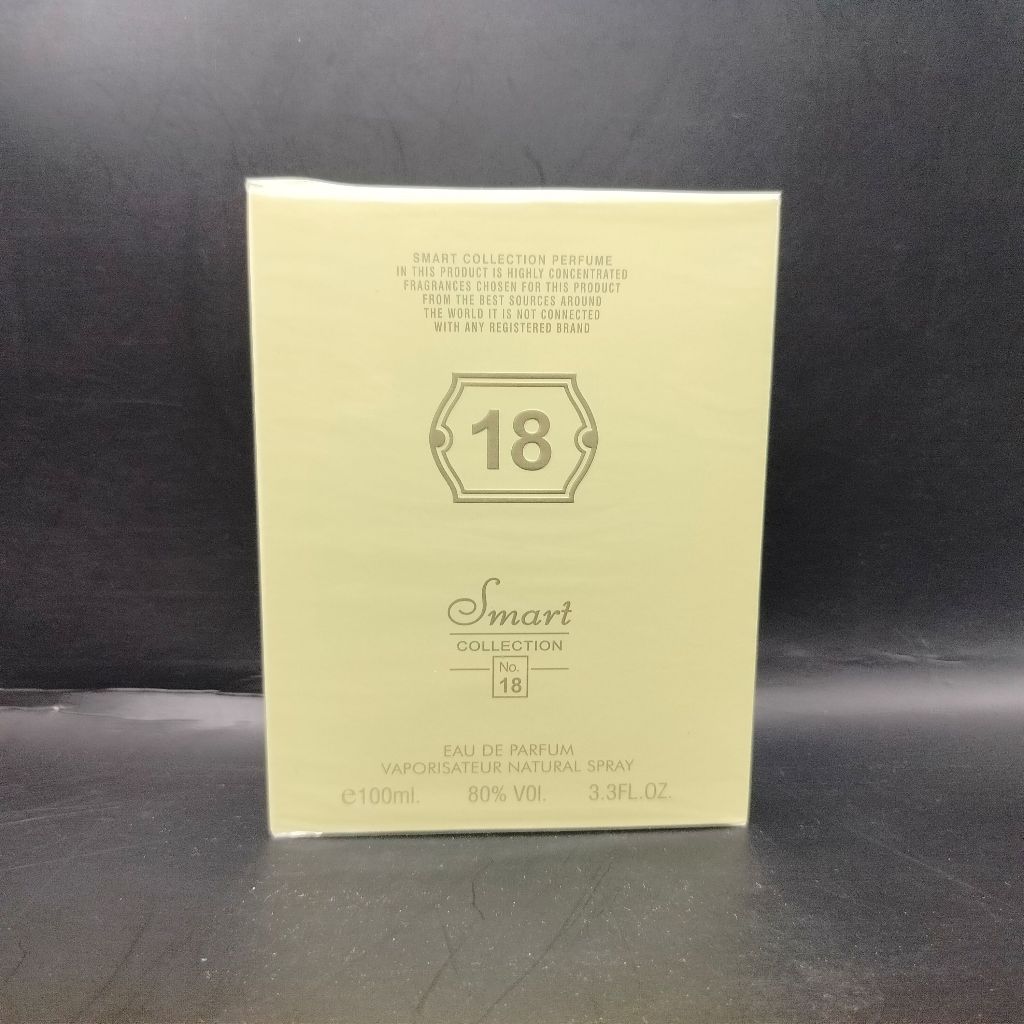 SMART COLLECTION PERFUME
IN THIS PRODUCT IS HIGHLY CONCENTRATED
FRAGRANCES CHOSEN FOR THIS PRODUCT
FROM THE BEST SOURCES AROUND
THE WORLD IT IS NOT CONNECTED
WITH ANY REGISTERED BRAND
18
Smart
COLLECTION
No.
18
EAU DE PARFUM
VAPORISATEUR NATURAL SPRAY
℮100ml. 80% VOl. 3.3FL.OZ.